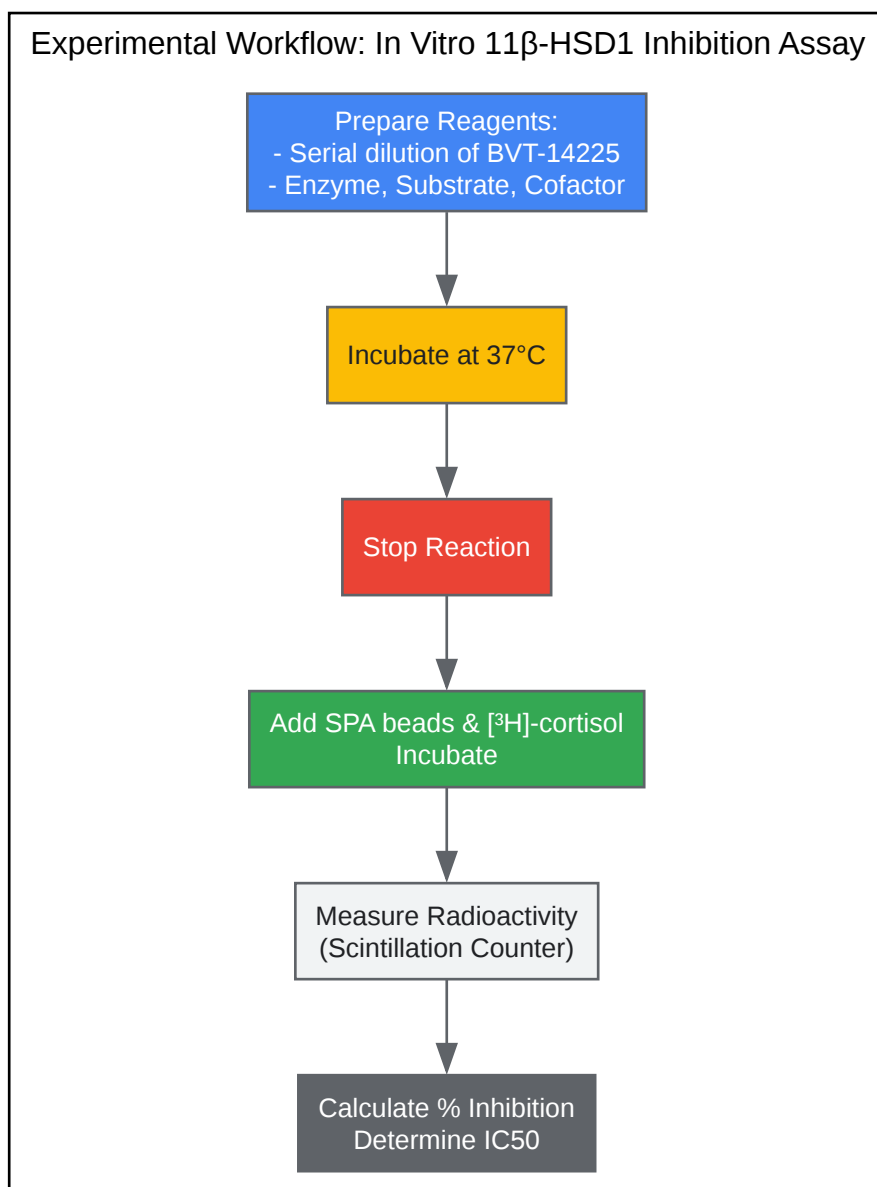 Experimental Workflow: In Vitro 11β-HSD1 Inhibition Assay
Prepare Reagents:
- Serial dilution of BVT-14225
- Enzyme, Substrate, Cofactor
Incubate at 37°C
Stop Reaction
Add SPA beads & [³H]-cortisol
Incubate
Measure Radioactivity
(Scintillation Counter)
Calculate % Inhibition
Determine IC50